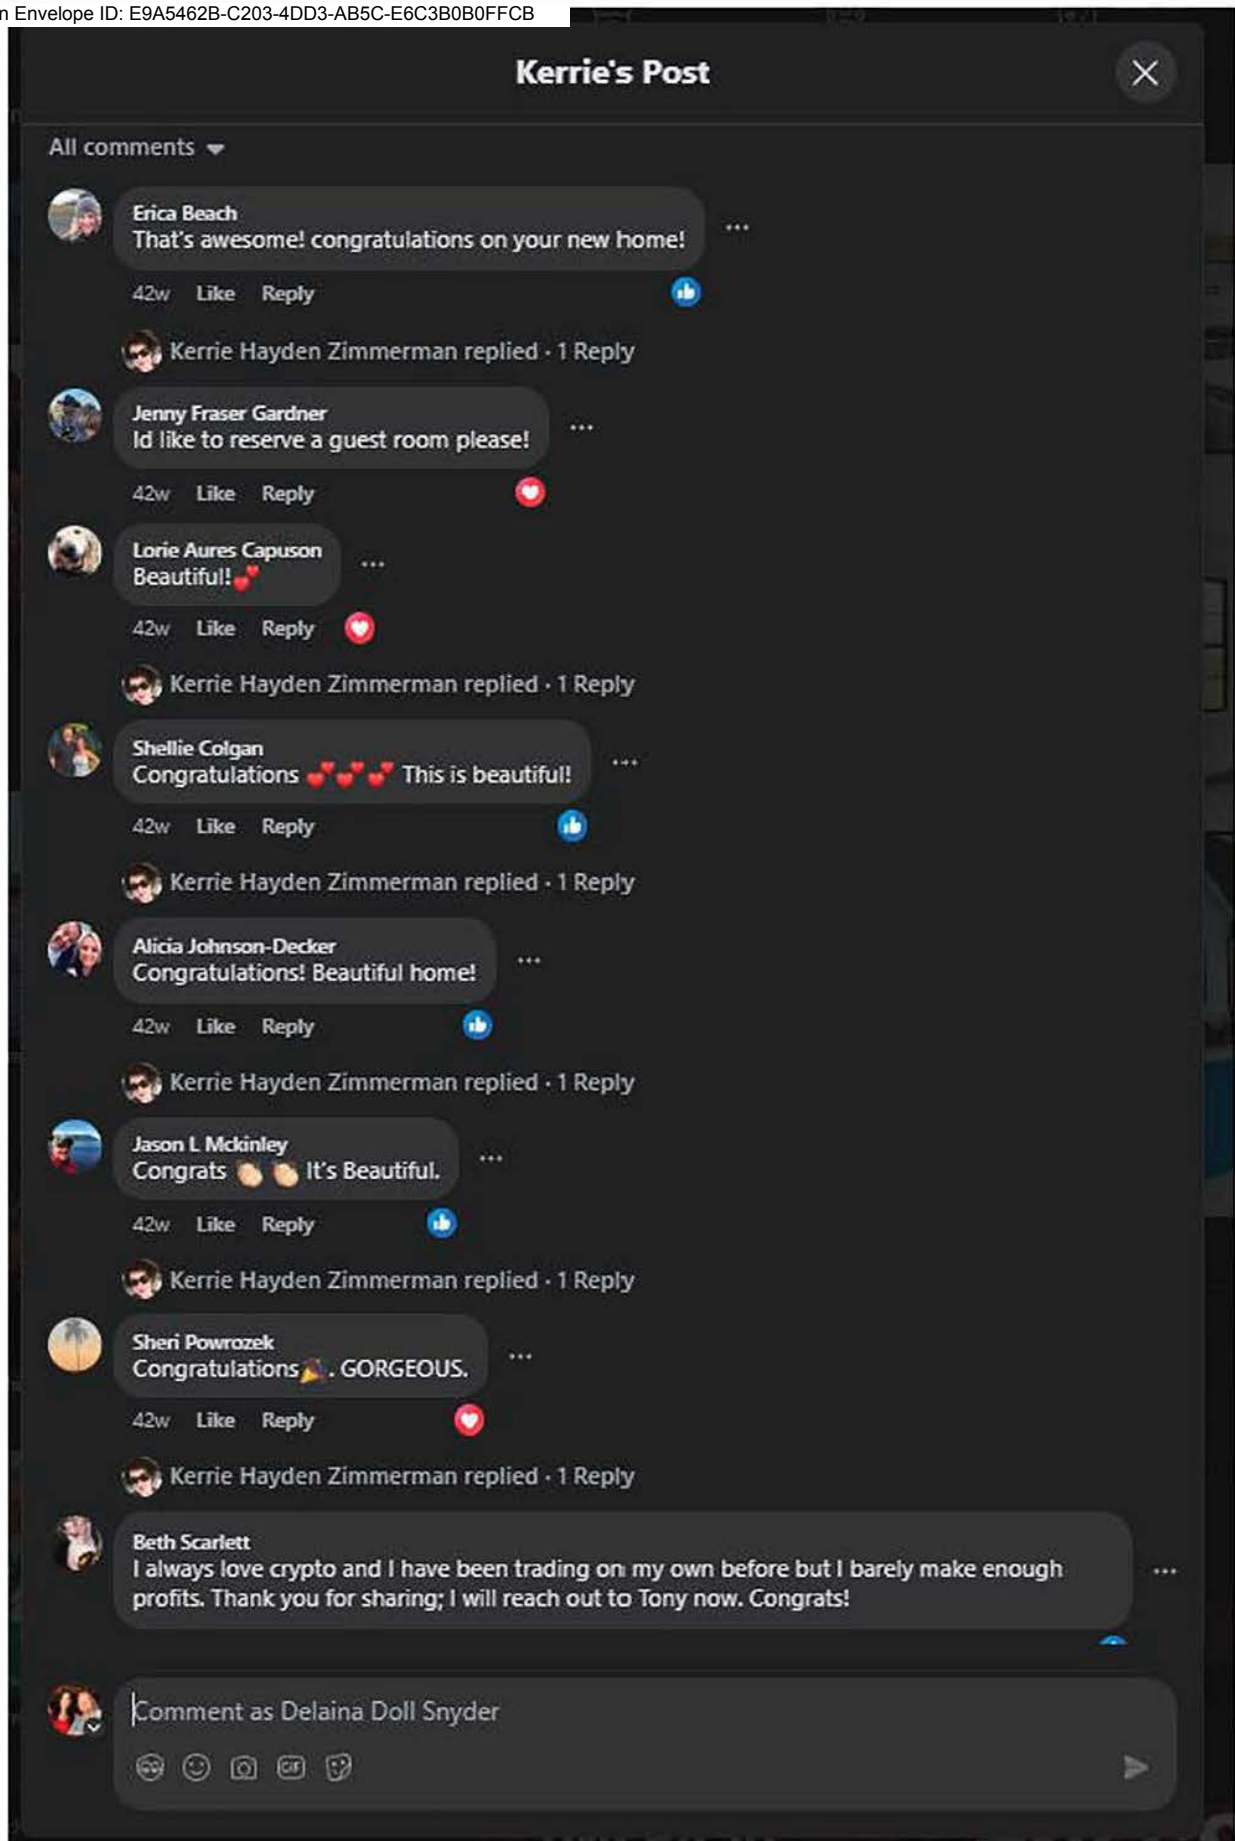 n Envelope ID: E9A5462B-C203-4DD3-AB5C-E6C3B0B0FFCB
Kerrie's Post
All comments
Erica Beach
That's awesome! congratulations on your new home!
42w Like Reply
Kerrie Hayden Zimmerman replied · 1 Reply
Jenny Fraser Gardner
Id like to reserve a guest room please!
42w Like Reply
Lorie Aures Capuson
Beautiful!💕
42w Like Reply
Kerrie Hayden Zimmerman replied · 1 Reply
Shellie Colgan
Congratulations 💕💕💕 This is beautiful!
42w Like Reply
Kerrie Hayden Zimmerman replied · 1 Reply
Alicia Johnson-Decker
Congratulations! Beautiful home!
42w Like Reply
Kerrie Hayden Zimmerman replied · 1 Reply
Jason L Mckinley
Congrats 👏🏻 👏🏻 It's Beautiful.
42w Like Reply
Kerrie Hayden Zimmerman replied · 1 Reply
Sheri Powrozek
Congratulations🎉. GORGEOUS.
42w Like Reply
Kerrie Hayden Zimmerman replied · 1 Reply
Beth Scarlett
I always love crypto and I have been trading on my own before but I barely make enough
profits. Thank you for sharing; I will reach out to Tony now. Congrats!
Comment as Delaina Doll Snyder
GIF